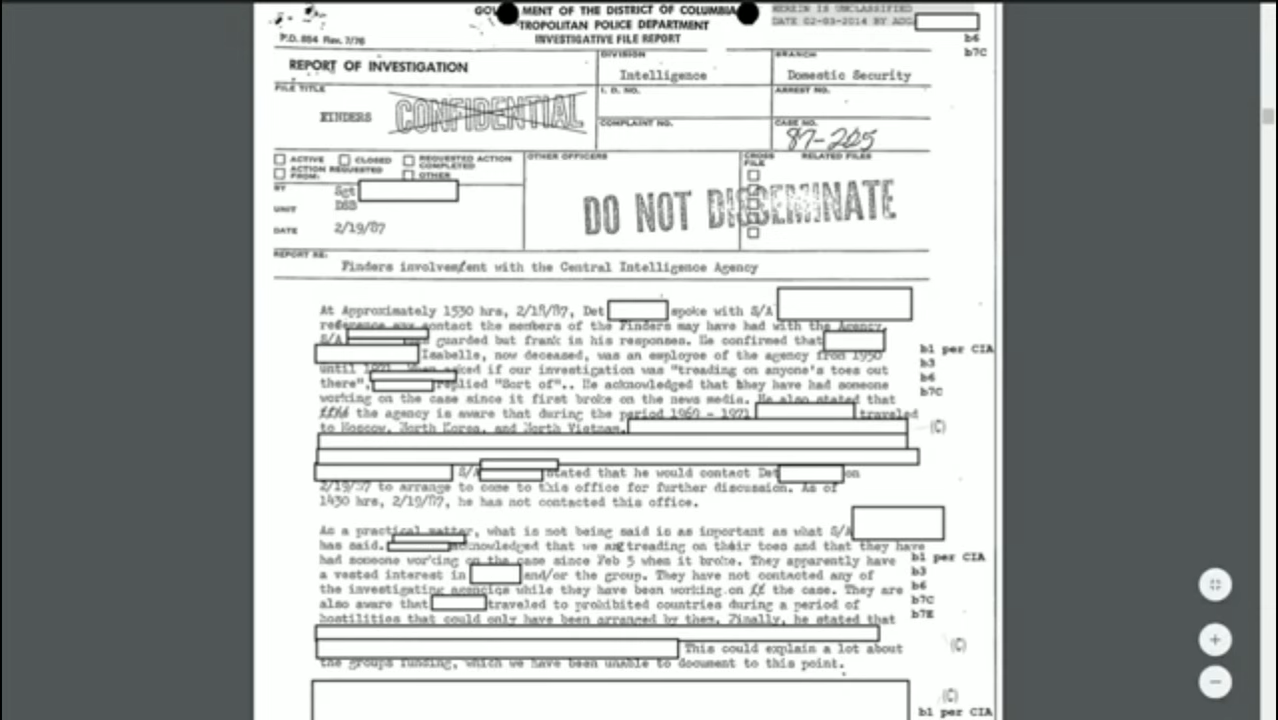 GOV MENT OF THE DISTRICT OF COLUMBIA
TROPOLITAN POLICE DEPARTMENT
INVESTIGATIVE FILE REPORT
HEREIN IS UNCLASSIFIED
DATE 02-03-2014 BY ADG
b6
b7C
P.D. 854 Rev. 7/76
REPORT OF INVESTIGATION
DIVISION
Intelligence
BRANCH
Domestic Security
FILE TITLE
FINDERS
CONFIDENTIAL
I. D. NO.
ARREST NO.
COMPLAINT NO.
CASE NO.
87-205
ACTIVE
CLOSED
REQUESTED ACTION COMPLETED
ACTION REQUESTED FROM:
OTHER
OTHER OFFICERS
CROSS FILE
RELATED FILES
DO NOT DISSEMINATE
BY Sgt
UNIT DSB
DATE 2/19/87
REPORT RE:
Finders involvement with the Central Intelligence Agency
At Approximately 1530 hrs, 2/18/87, Det spoke with S/A
reference any contact the members of the Finders may have had with the Agency.
S/A guarded but frank in his responses. He confirmed that
Isabelle, now deceased, was an employee of the agency from 1950
until 1971. When asked if our investigation was "treading on anyone's toes out
there", replied "Sort of".. He acknowledged that they have had someone
working on the case since it first broke on the news media. He also stated that
the agency is aware that during the period 1969 - 1971 traveled
to Moscow, North Korea, and North Vietnam.
S/A stated that he would contact Det on
2/19/87 to arrange to come to this office for further discussion. As of
1430 hrs, 2/19/87, he has not contacted this office.
b1 per CIA
b3
b6
b7C
(C)
As a practical matter, what is not being said is as important as what S/A
has said. acknowledged that we are treading on their toes and that they have
had someone working on the case since Feb 5 when it broke. They apparently have
a vested interest in and/or the group. They have not contacted any of
the investigating agencies while they have been working on the case. They are
also aware that traveled to prohibited countries during a period of
hostilities that could only have been arranged by them. Finally, he stated that
This could explain a lot about
the groups funding, which we have been unable to document to this point.
b1 per CIA
b3
b6
b7C
b7E
(C)
(C)
b1 per CIA